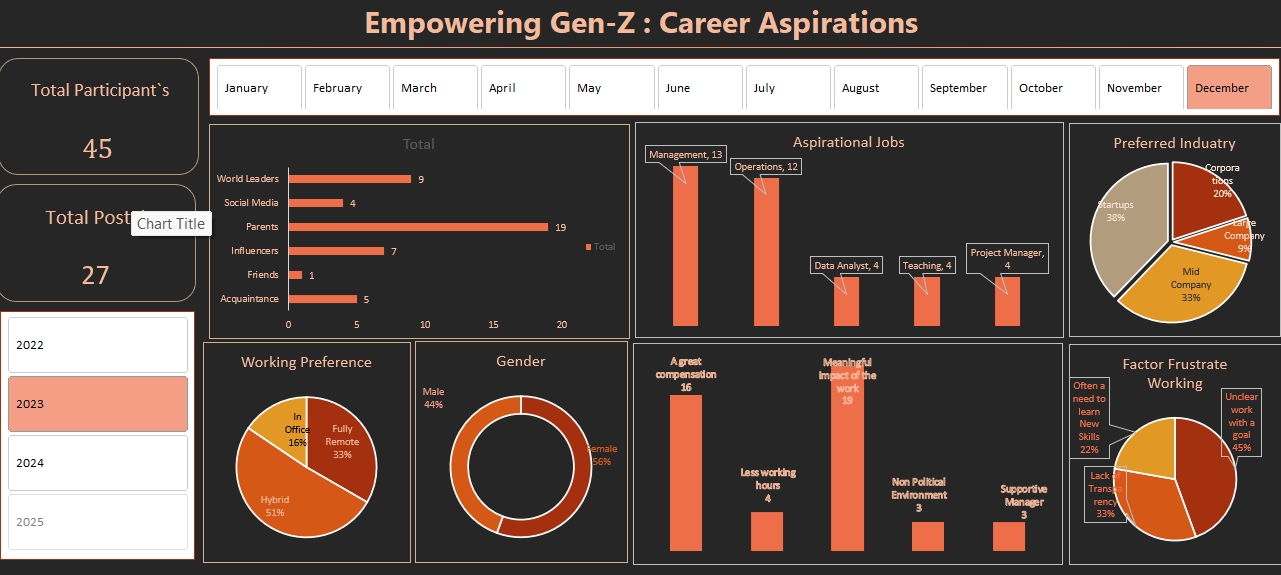 Empowering Gen-Z : Career Aspirations
Total Participant`s
45
Total Post
Chart Title
27
2022
2023
2024
2025
January
February
March
April
May
June
July
August
September
October
November
December
Total
World Leaders
9
Social Media
4
Parents
19
Influencers
7
Friends
1
Acquaintance
5
0
5
10
15
20
Total
Aspirational Jobs
Management, 13
Operations, 12
Data Analyst, 4
Teaching, 4
Project Manager,
4
Preferred Induatry
Corpora
tions
20%
Large
Company
9%
Mid
Company
33%
Startups
38%
Working Preference
In
Office
16%
Fully
Remote
33%
Hybrid
51%
Gender
Male
44%
Female
56%
A great
compensation
16
Less working
hours
4
Meaningful
impact of the
work
19
Non Political
Environment
3
Supportive
Manager
3
Factor Frustrate
Working
Often a
need to
learn
New
Skills
22%
Unclear
work
with a
goal
45%
Lack of
Transpa
rency
33%